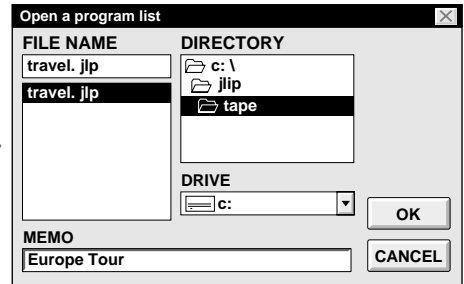 Open a program list
FILE NAME
travel. jlp
travel. jlp
DIRECTORY
c: \
jlip
tape
DRIVE
c:
OK
MEMO
Europe Tour
CANCEL